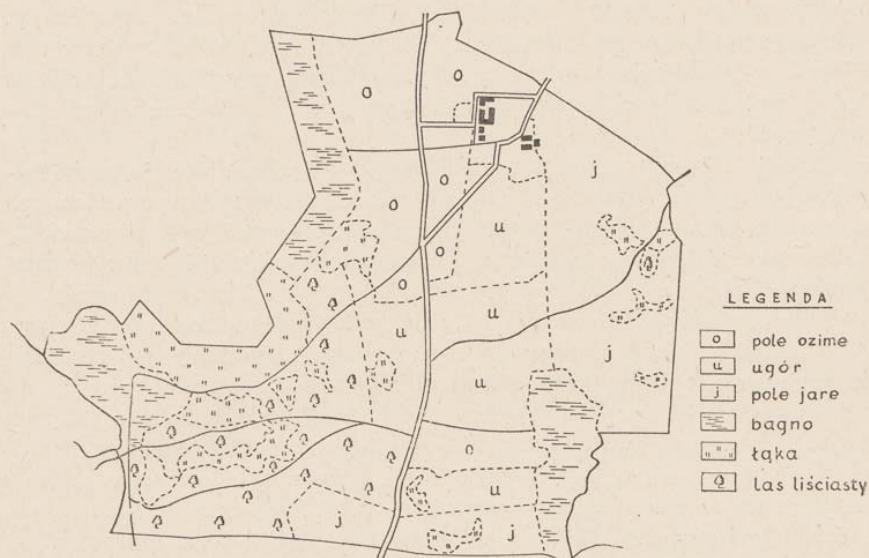 o
o
j
o
o
u
o
o
u
u
j
u
o
u
j
j
LEGENDA
o pole ozime
u ugór
j pole jare
bagno
łąka
las liściasty